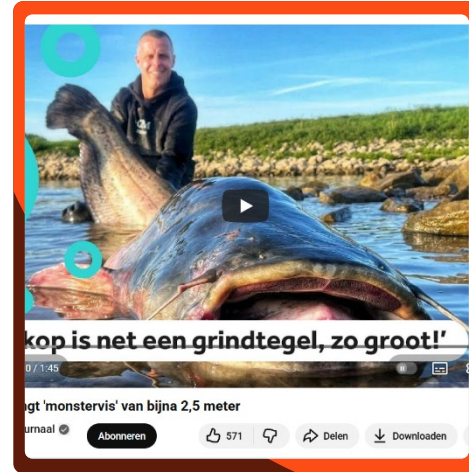 kop is net een grindtegel, zo groot!'
0 / 1:45
gt 'monstervis' van bijna 2,5 meter
urnaal
Abonneren
571
Delen
Downloaden